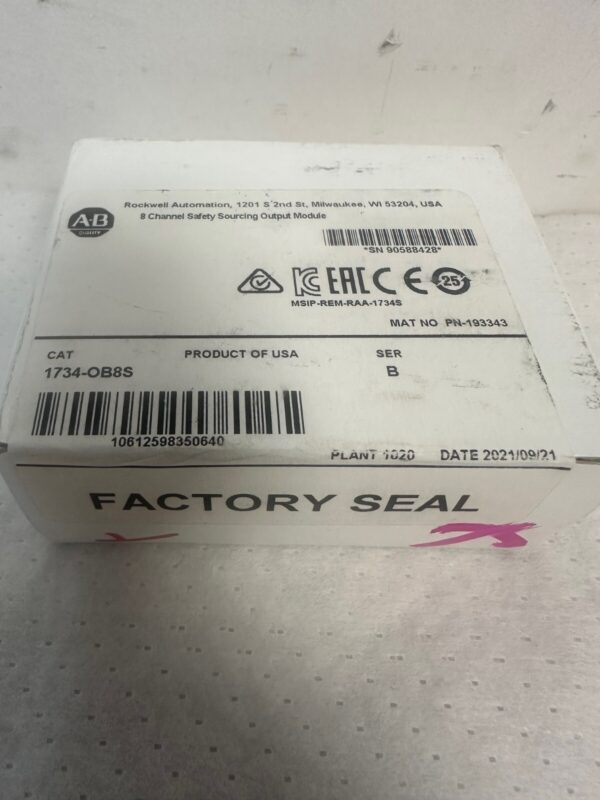 Rockwell Automation, 1201 S 2nd St, Milwaukee, WI 53204, USA
A-B
QUALITY
8 Channel Safety Sourcing Output Module
*SN 90588428*
EAC CE 25
MSIP-REM-RAA-1734S
MAT NO PN-193343
CAT PRODUCT OF USA SER
1734-OB8S B
10612598350640
PLANT 1020 DATE 2021/09/21
FACTORY SEAL